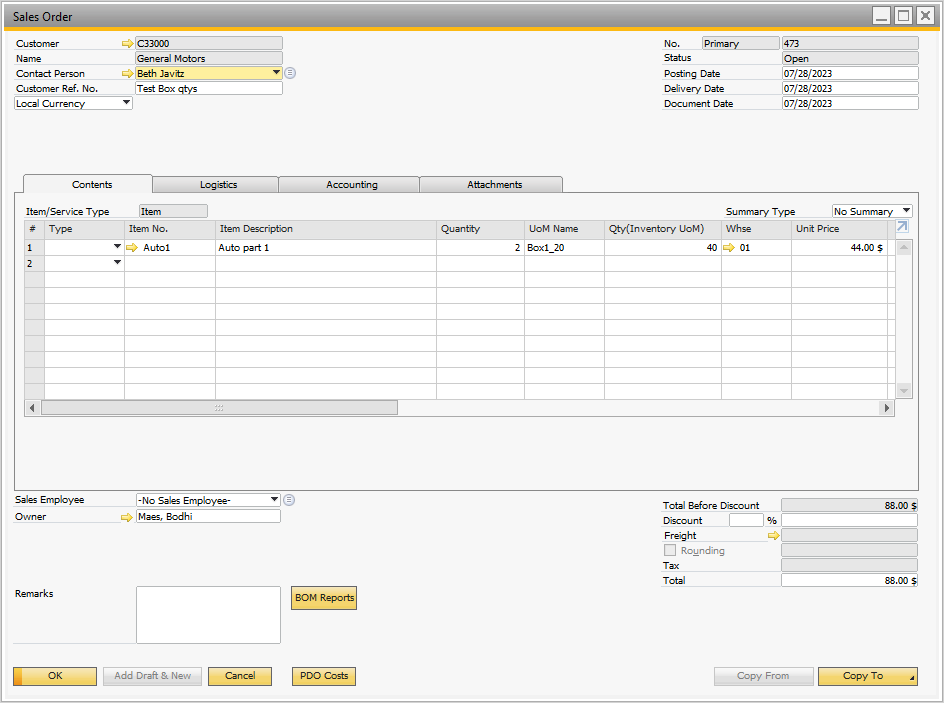 Sales Order
Customer C33000 No. Primary 473
Name General Motors Status Open
Contact Person Beth Javitz Posting Date 07/28/2023
Customer Ref. No. Test Box qtys Delivery Date 07/28/2023
Local Currency Document Date 07/28/2023
Contents Logistics Accounting Attachments
Item/Service Type Item Summary Type No Summary
# Type Item No. Item Description Quantity UoM Name Qty(Inventory UoM) Whse Unit Price
1 Auto1 Auto part 1 2 Box1_20 40 01 44.00 $
2
Sales Employee -No Sales Employee- Total Before Discount 88.00 $
Owner Maes, Bodhi Discount %
Freight
Rounding
Tax
Total 88.00 $
Remarks BOM Reports
OK Add Draft & New Cancel PDO Costs Copy From Copy To